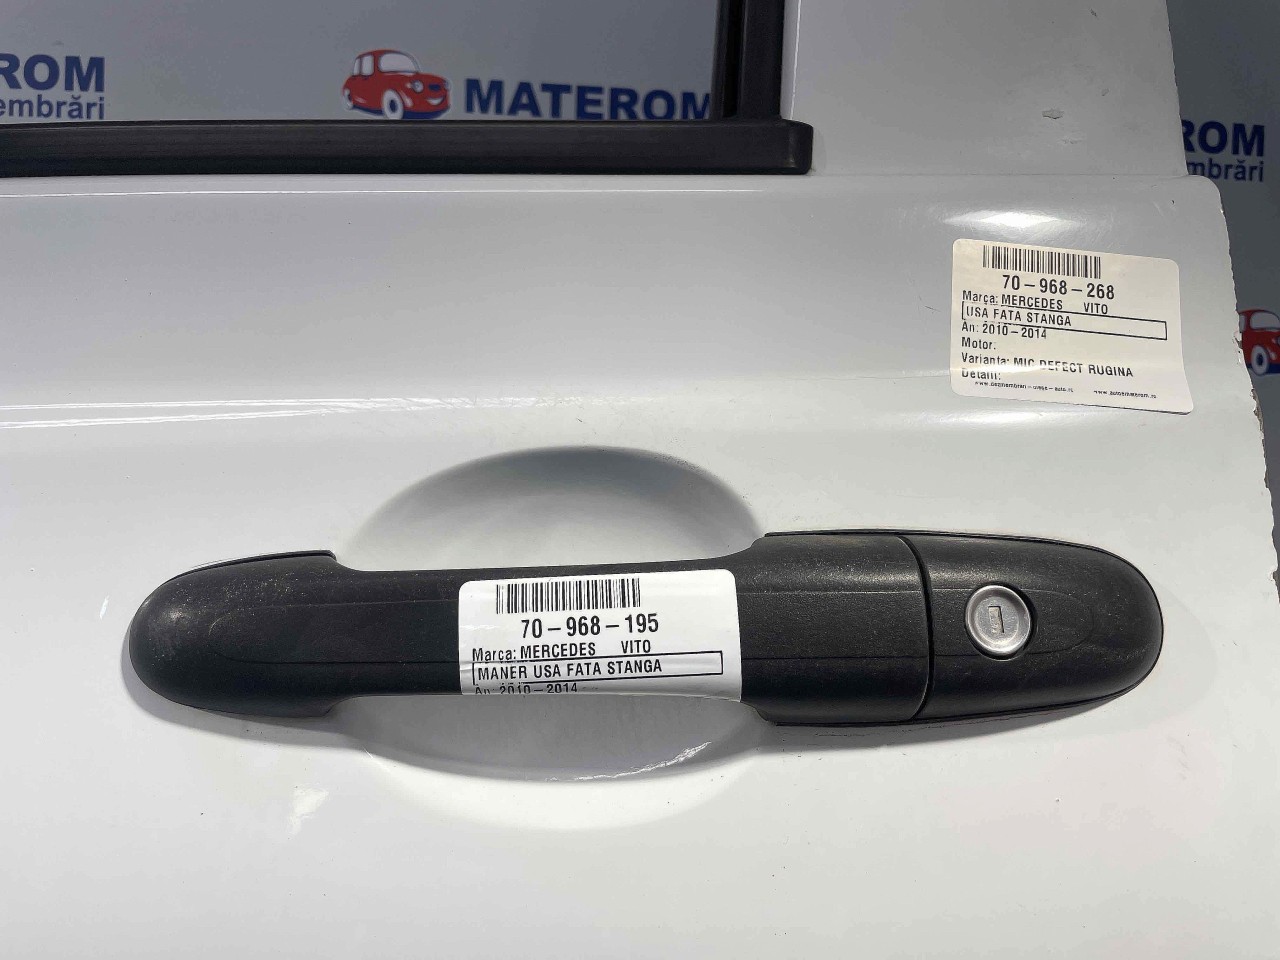 ROM
embrări
MATEROM
ROM
mbrări
70-968-268
Marca: MERCEDES VITO
USA FATA STANGA
An: 2010-2014
Motor:
Varianta: MIC DEFECT RUGINA
Detalii:
70-968-195
Marca: MERCEDES VITO
MANER USA FATA STANGA
An: 2010-2014